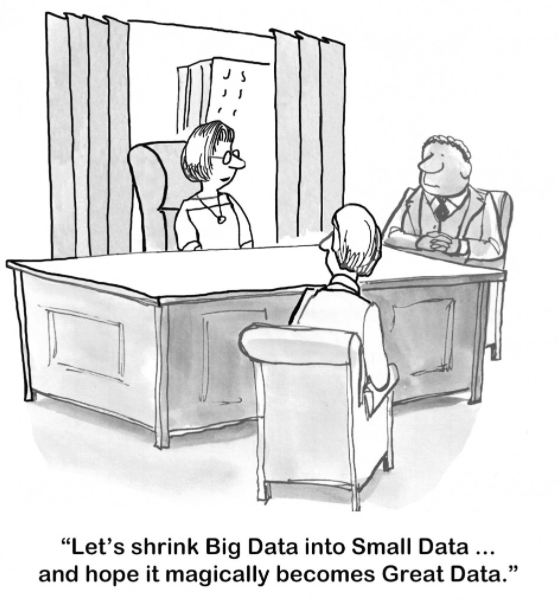 “Let’s shrink Big Data into Small Data ...
and hope it magically becomes Great Data.”